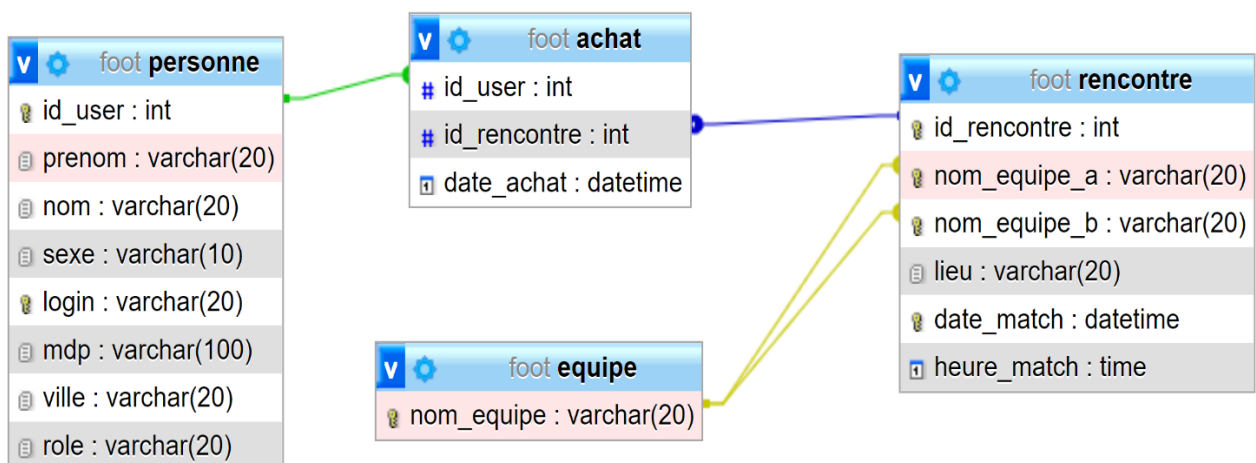 v foot personne
id_user : int
prenom : varchar(20)
nom : varchar(20)
sexe : varchar(10)
login : varchar(20)
mdp : varchar(100)
ville : varchar(20)
role : varchar(20)
v foot achat
# id_user : int
# id_rencontre : int
date_achat : datetime
v foot equipe
nom_equipe : varchar(20)
v foot rencontre
id_rencontre : int
nom_equipe_a : varchar(20)
nom_equipe_b : varchar(20)
lieu : varchar(20)
date_match : datetime
heure_match : time